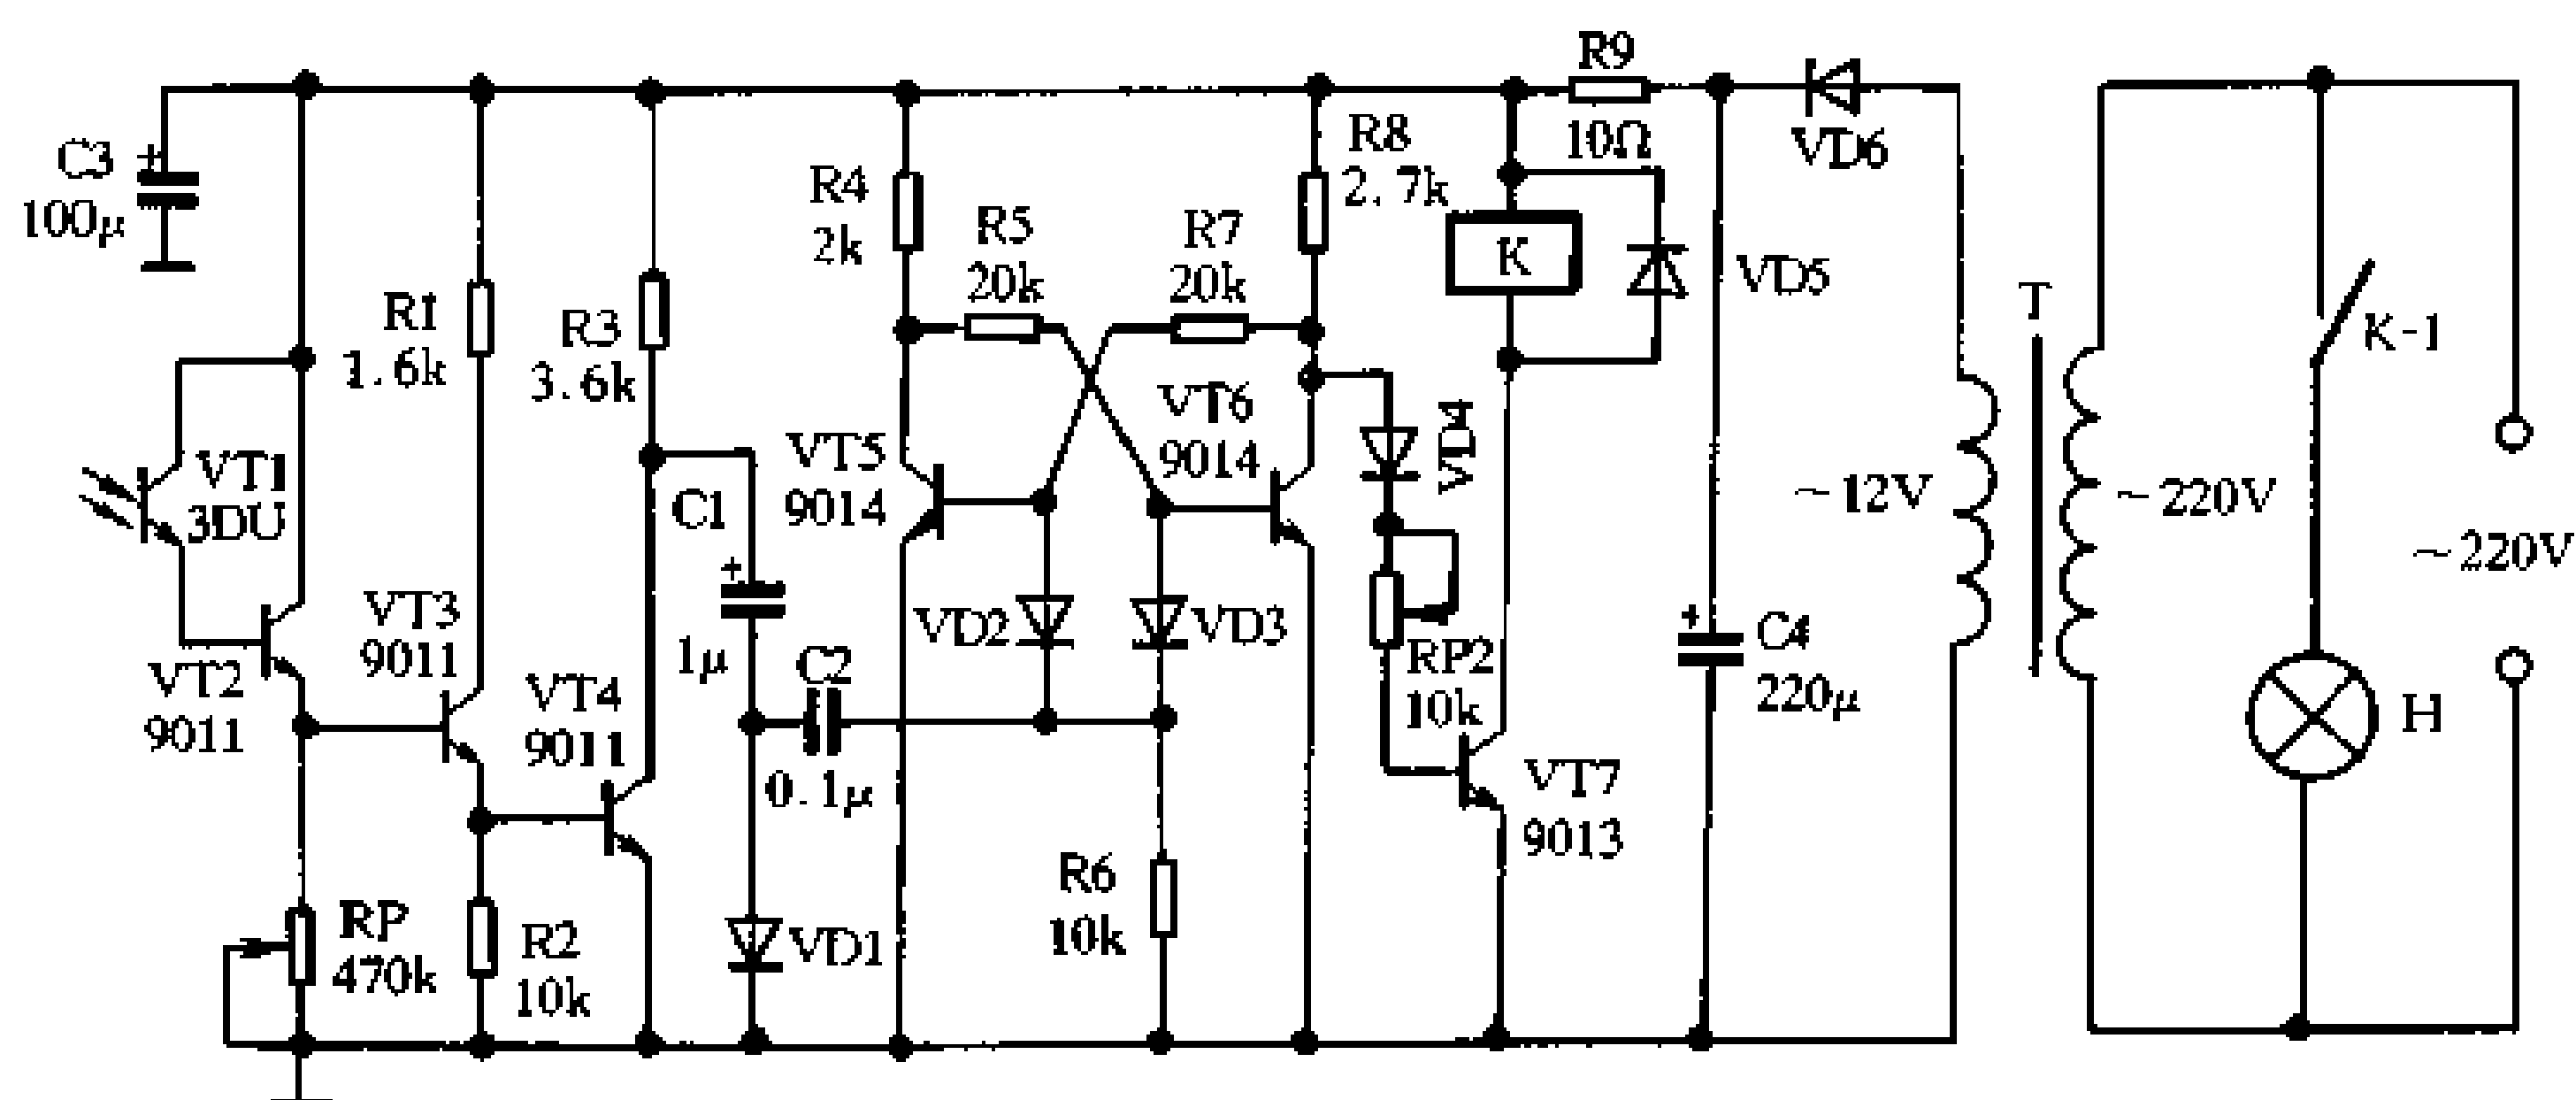 C3
100μ
VT1
3DU
VT2
9011
RP
470k
R1
1.6k
VT3
9011
R2
10k
R3
3.6k
VT4
9011
C1
1μ
C2
0.1μ
VD1
R4
2k
R5
20k
R7
20k
VT5
9014
VT6
9014
VD2
VD3
R6
10k
R8
2.7k
VD4
RP2
10k
VT7
9013
K
VD5
R9
10Ω
VD6
C4
220μ
~12V
T
~220V
K-1
H
~220V